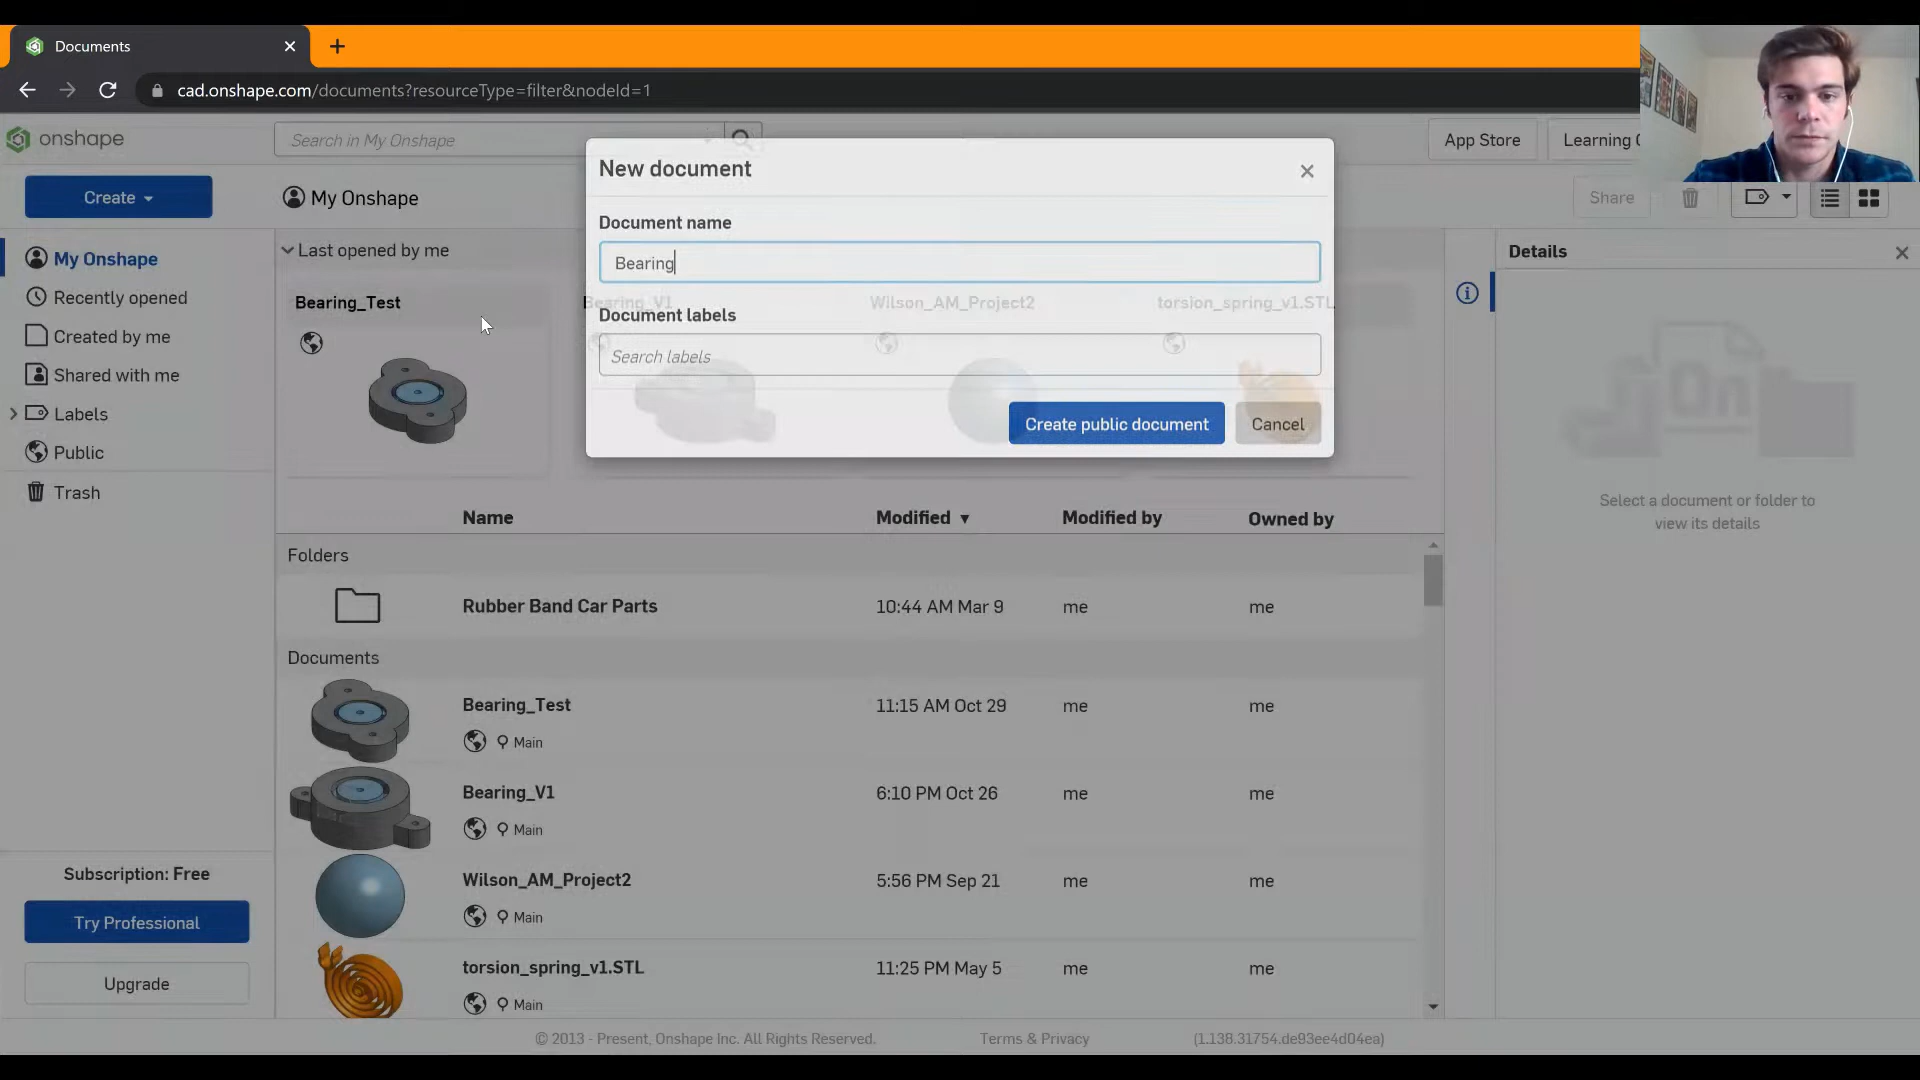 Documents
cad.onshape.com/documents?resourceType=filter&nodeId=1
onshape
Search in My Onshape
App Store
Learning
Create
My Onshape
Share
My Onshape
Recently opened
Created by me
Shared with me
Labels
Public
Trash
Subscription: Free
Try Professional
Upgrade
Last opened by me
Bearing_Test
Bearing_V1
Wilson_AM_Project2
torsion_spring_v1.STL
New document
Document name
Bearing
Document labels
Search labels
Create public document
Cancel
Name Modified Modified by Owned by
Folders
Rubber Band Car Parts 10:44 AM Mar 9 me me
Documents
Bearing_Test 11:15 AM Oct 29 me me
Main
Bearing_V1 6:10 PM Oct 26 me me
Main
Wilson_AM_Project2 5:56 PM Sep 21 me me
Main
torsion_spring_v1.STL 11:25 PM May 5 me me
Main
Details
On
Select a document or folder to
view its details
© 2013 - Present, Onshape Inc. All Rights Reserved. Terms & Privacy (1.138.31754.de93ee4d04ea)